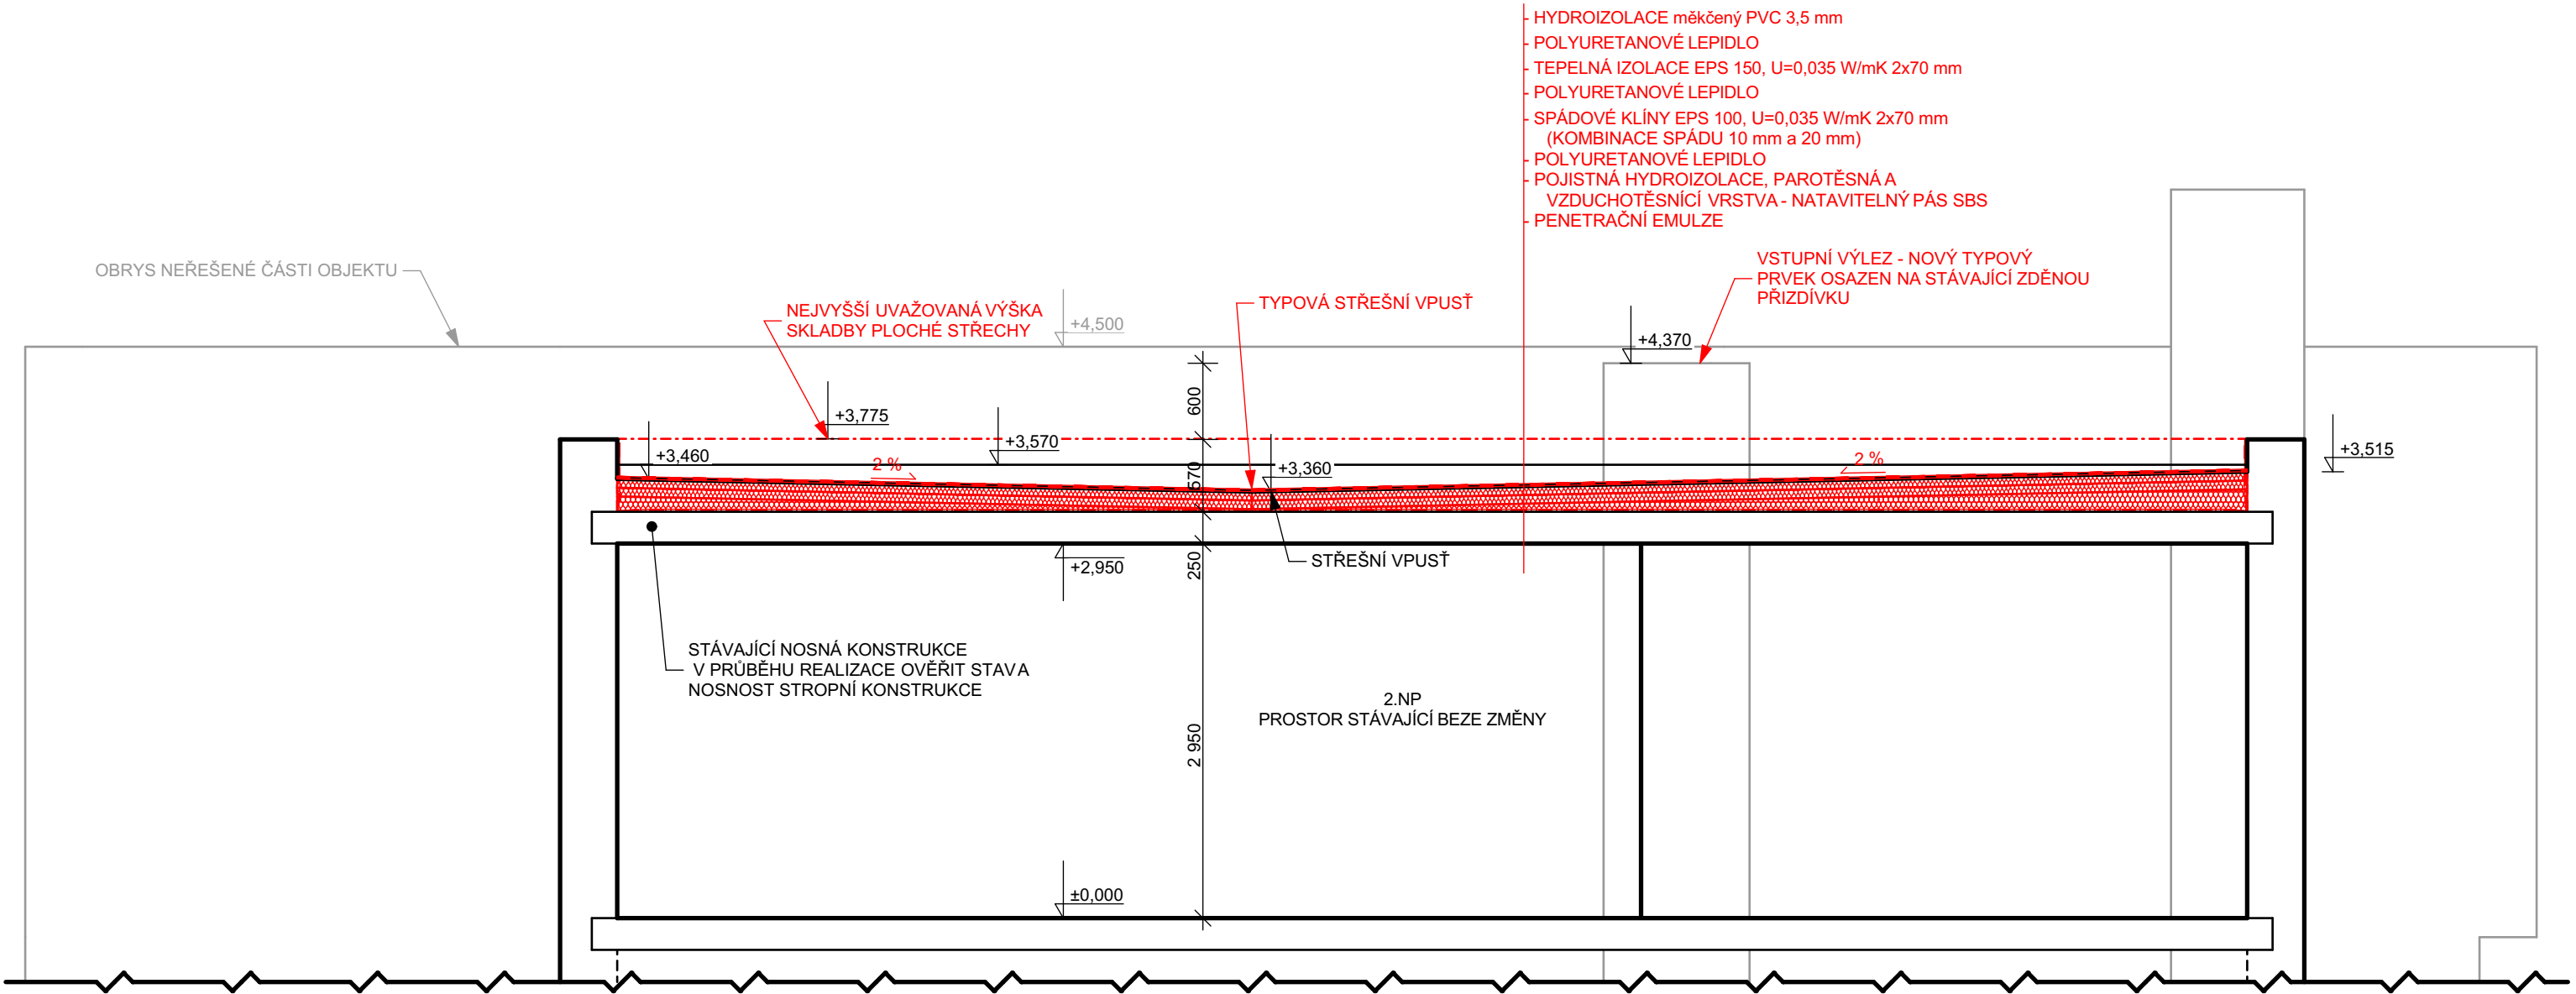 - HYDROIZOLACE měkčený PVC 3,5 mm
- POLYURETANOVÉ LEPIDLO
- TEPELNÁ IZOLACE EPS 150, U=0,035 W/mK 2x70 mm
- POLYURETANOVÉ LEPIDLO
- SPÁDOVÉ KLÍNY EPS 100, U=0,035 W/mK 2x70 mm
(KOMBINACE SPÁDU 10 mm a 20 mm)
- POLYURETANOVÉ LEPIDLO
- POJISTNÁ HYDROIZOLACE, PAROTĚSNÁ A
VZDUCHOTĚSNÍCÍ VRSTVA - NATAVITELNÝ PÁS SBS
- PENETRAČNÍ EMULZE
OBRYS NEŘEŠENÉ ČÁSTI OBJEKTU
VSTUPNÍ VÝLEZ - NOVÝ TYPOVÝ
PRVEK OSAZEN NA STÁVAJÍCÍ ZDĚNOU
PŘIZDÍVKU
NEJVYŠŠÍ UVAŽOVANÁ VÝŠKA
SKLADBY PLOCHÉ STŘECHY
TYPOVÁ STŘEŠNÍ VPUSŤ
+4,500
+4,370
600
+3,775
+3,570
+3,460
2 %
570
+3,360
2 %
+3,515
+2,950
250
STŘEŠNÍ VPUSŤ
STÁVAJÍCÍ NOSNÁ KONSTRUKCE
V PRŮBĚHU REALIZACE OVĚŘIT STAV A
NOSNOST STROPNÍ KONSTRUKCE
2.NP
PROSTOR STÁVAJÍCÍ BEZE ZMĚNY
2 950
±0,000